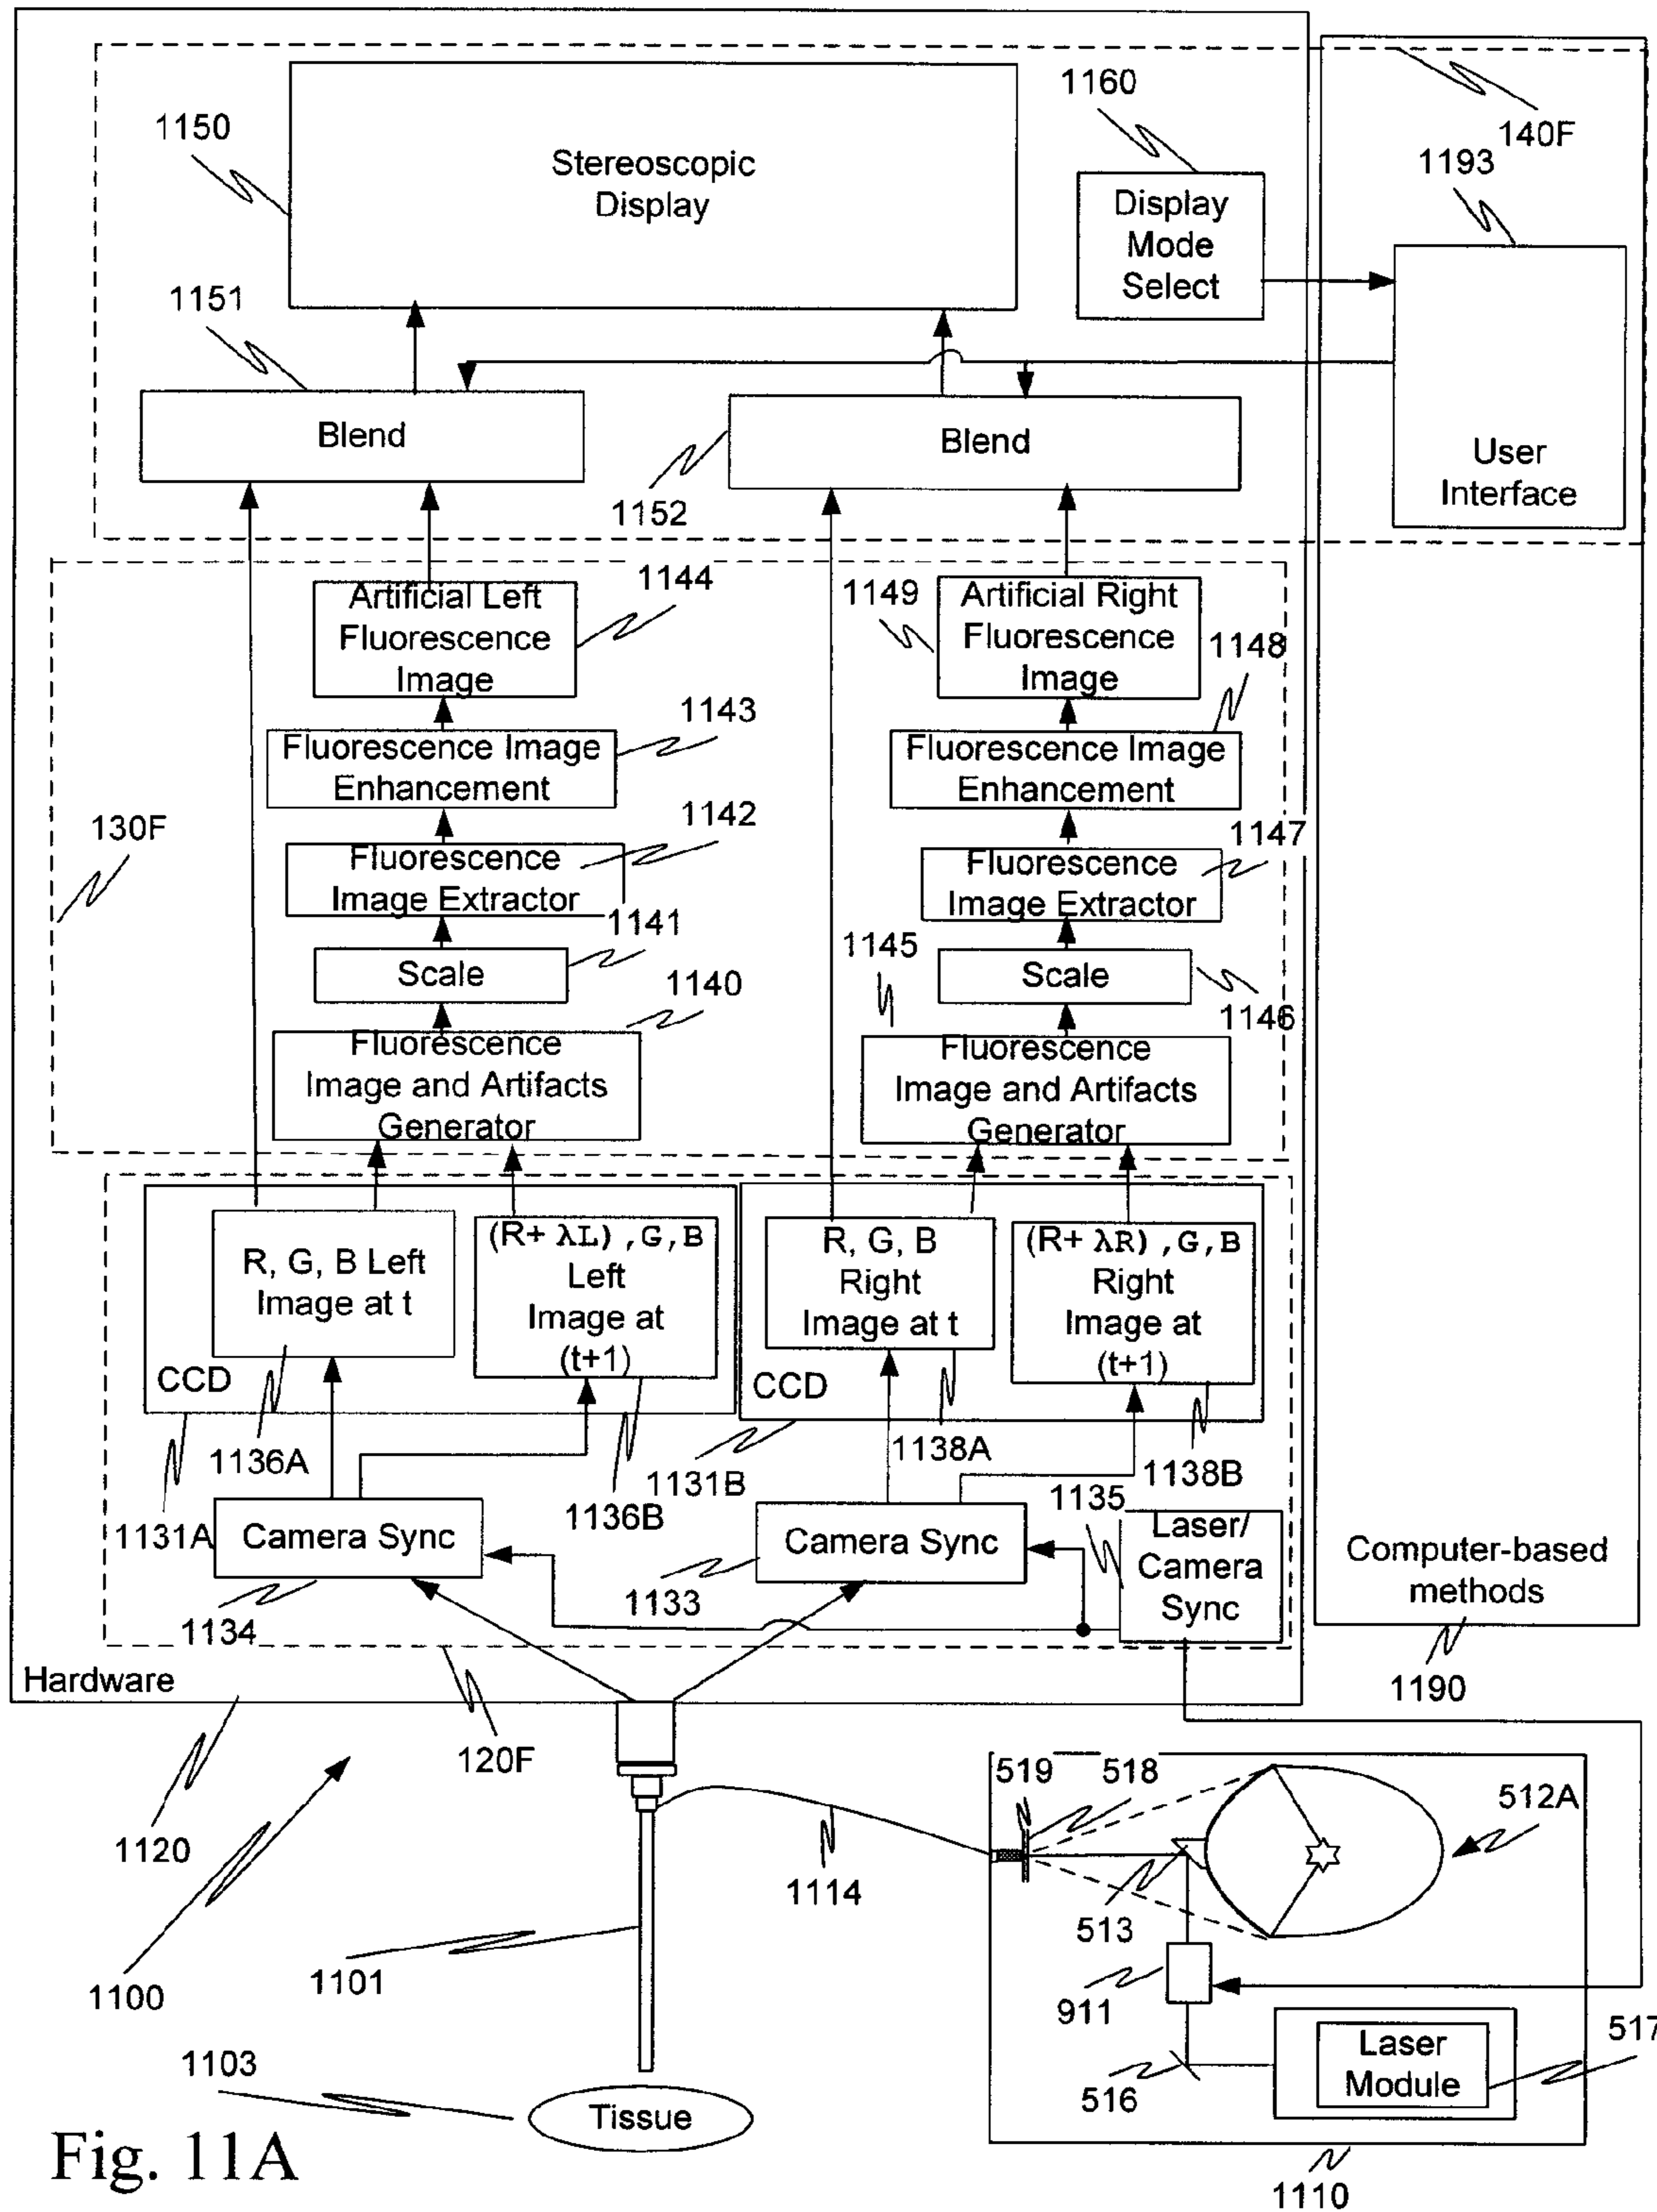 1160
1150
140F
1193
Stereoscopic
Display
Display
Mode
Select
1151
Blend
Blend
User
Interface
1152
1144
1149
Artificial Left
Fluorescence
Image
Artificial Right
Fluorescence
Image
1148
1143
Fluorescence Image
Enhancement
Fluorescence Image
Enhancement
130F
1142
1147
Fluorescence
Image Extractor
Fluorescence
Image Extractor
1141
1145
Scale
Scale
1140
1146
Fluorescence
Image and Artifacts
Generator
Fluorescence
Image and Artifacts
Generator
R, G, B Left
Image at t
(R+ λL) ,G,B
Left
Image at
(t+1)
R, G, B
Right
Image at t
(R+ λR) ,G,B
Right
Image at
(t+1)
CCD
CCD
1136A
1138A
1131B
1138B
1131A
1136B
1135
Camera Sync
Camera Sync
Laser/
Camera
Sync
Computer-based
methods
1134
1133
Hardware
1190
120F
519
518
512A
1120
1114
513
1100
1101
911
517
Laser
Module
1103
516
Tissue
Fig. 11A
1110